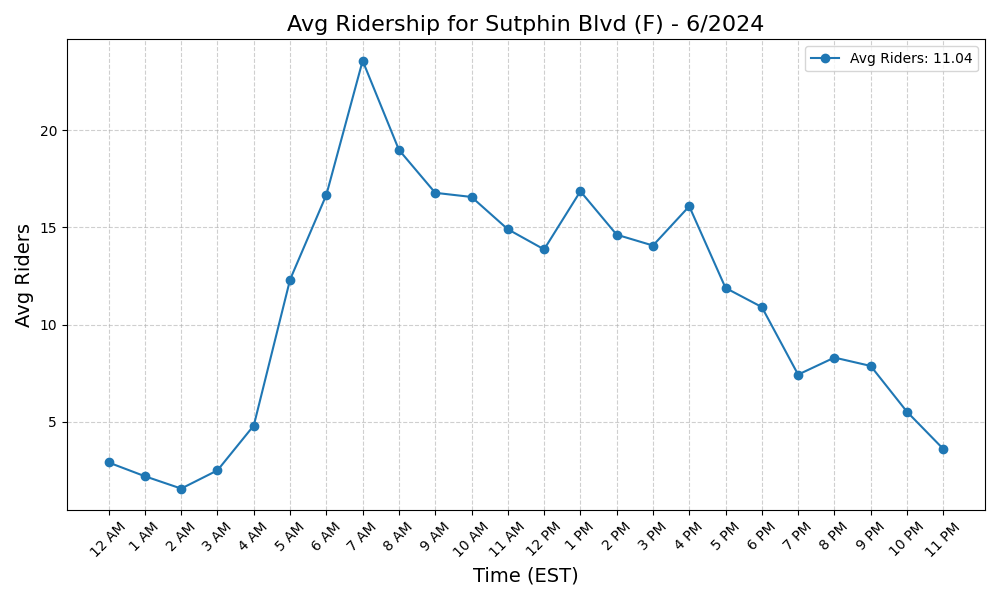 Avg Ridership for Sutphin Blvd (F) - 6/2024
Avg Riders: 11.04
Avg Riders
20
15
10
5
12 AM
1 AM
2 AM
3 AM
4 AM
5 AM
6 AM
7 AM
8 AM
9 AM
10 AM
11 AM
12 PM
1 PM
2 PM
3 PM
4 PM
5 PM
6 PM
7 PM
8 PM
9 PM
10 PM
11 PM
Time (EST)